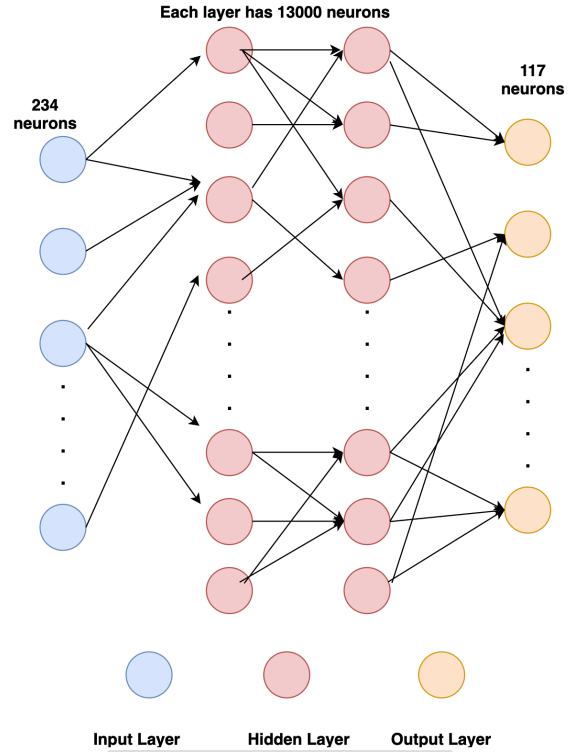 Each layer has 13000 neurons
234
neurons
117
neurons
Input Layer
Hidden Layer
Output Layer